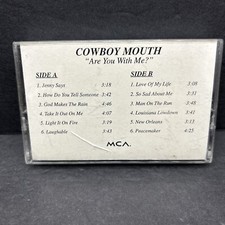 COWBOY MOUTH
"Are You With Me?"
SIDE A
1. Jenny Says 3:18
2. How Do You Tell Someone 3:42
3. God Makes The Rain 4:46
4. Take It Out On Me 4:07
5. Light It On Fire 3:19
6. Laughable 3:43
SIDE B
1. Love Of My Life 3:08
2. So Sad About Me 3:31
3. Man On The Run 3:48
4. Louisiana Lowdown 3:41
5. New Orleans 3:13
6. Peacemaker 4:25
MCA.